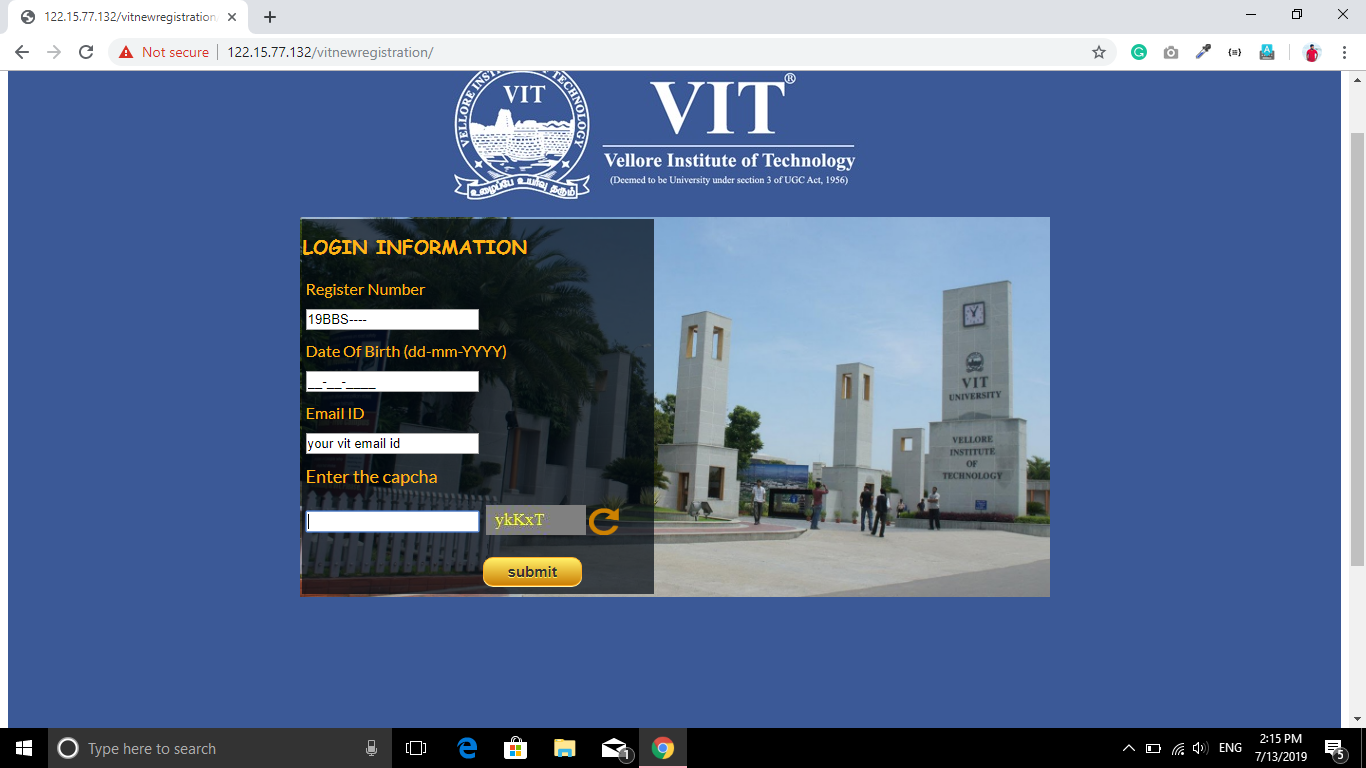 122.15.77.132/vitnewregistration
Not secure
122.15.77.132/vitnewregistration/
VELLORE INSTITUTE OF TECHNOLOGY
VIT
உழைப்பே உயர்வு தரும்
VIT®
Vellore Institute of Technology
(Deemed to be University under section 3 of UGC Act, 1956)
LOGIN INFORMATION
Register Number
19BBS----
Date Of Birth (dd-mm-YYYY)
__-__-____
Email ID
your vit email id
Enter the capcha
ykKxT
submit
VIT
UNIVERSITY
VELLORE
INSTITUTE
OF
TECHNOLOGY
Type here to search
1
ENG
2:15 PM
7/13/2019
5